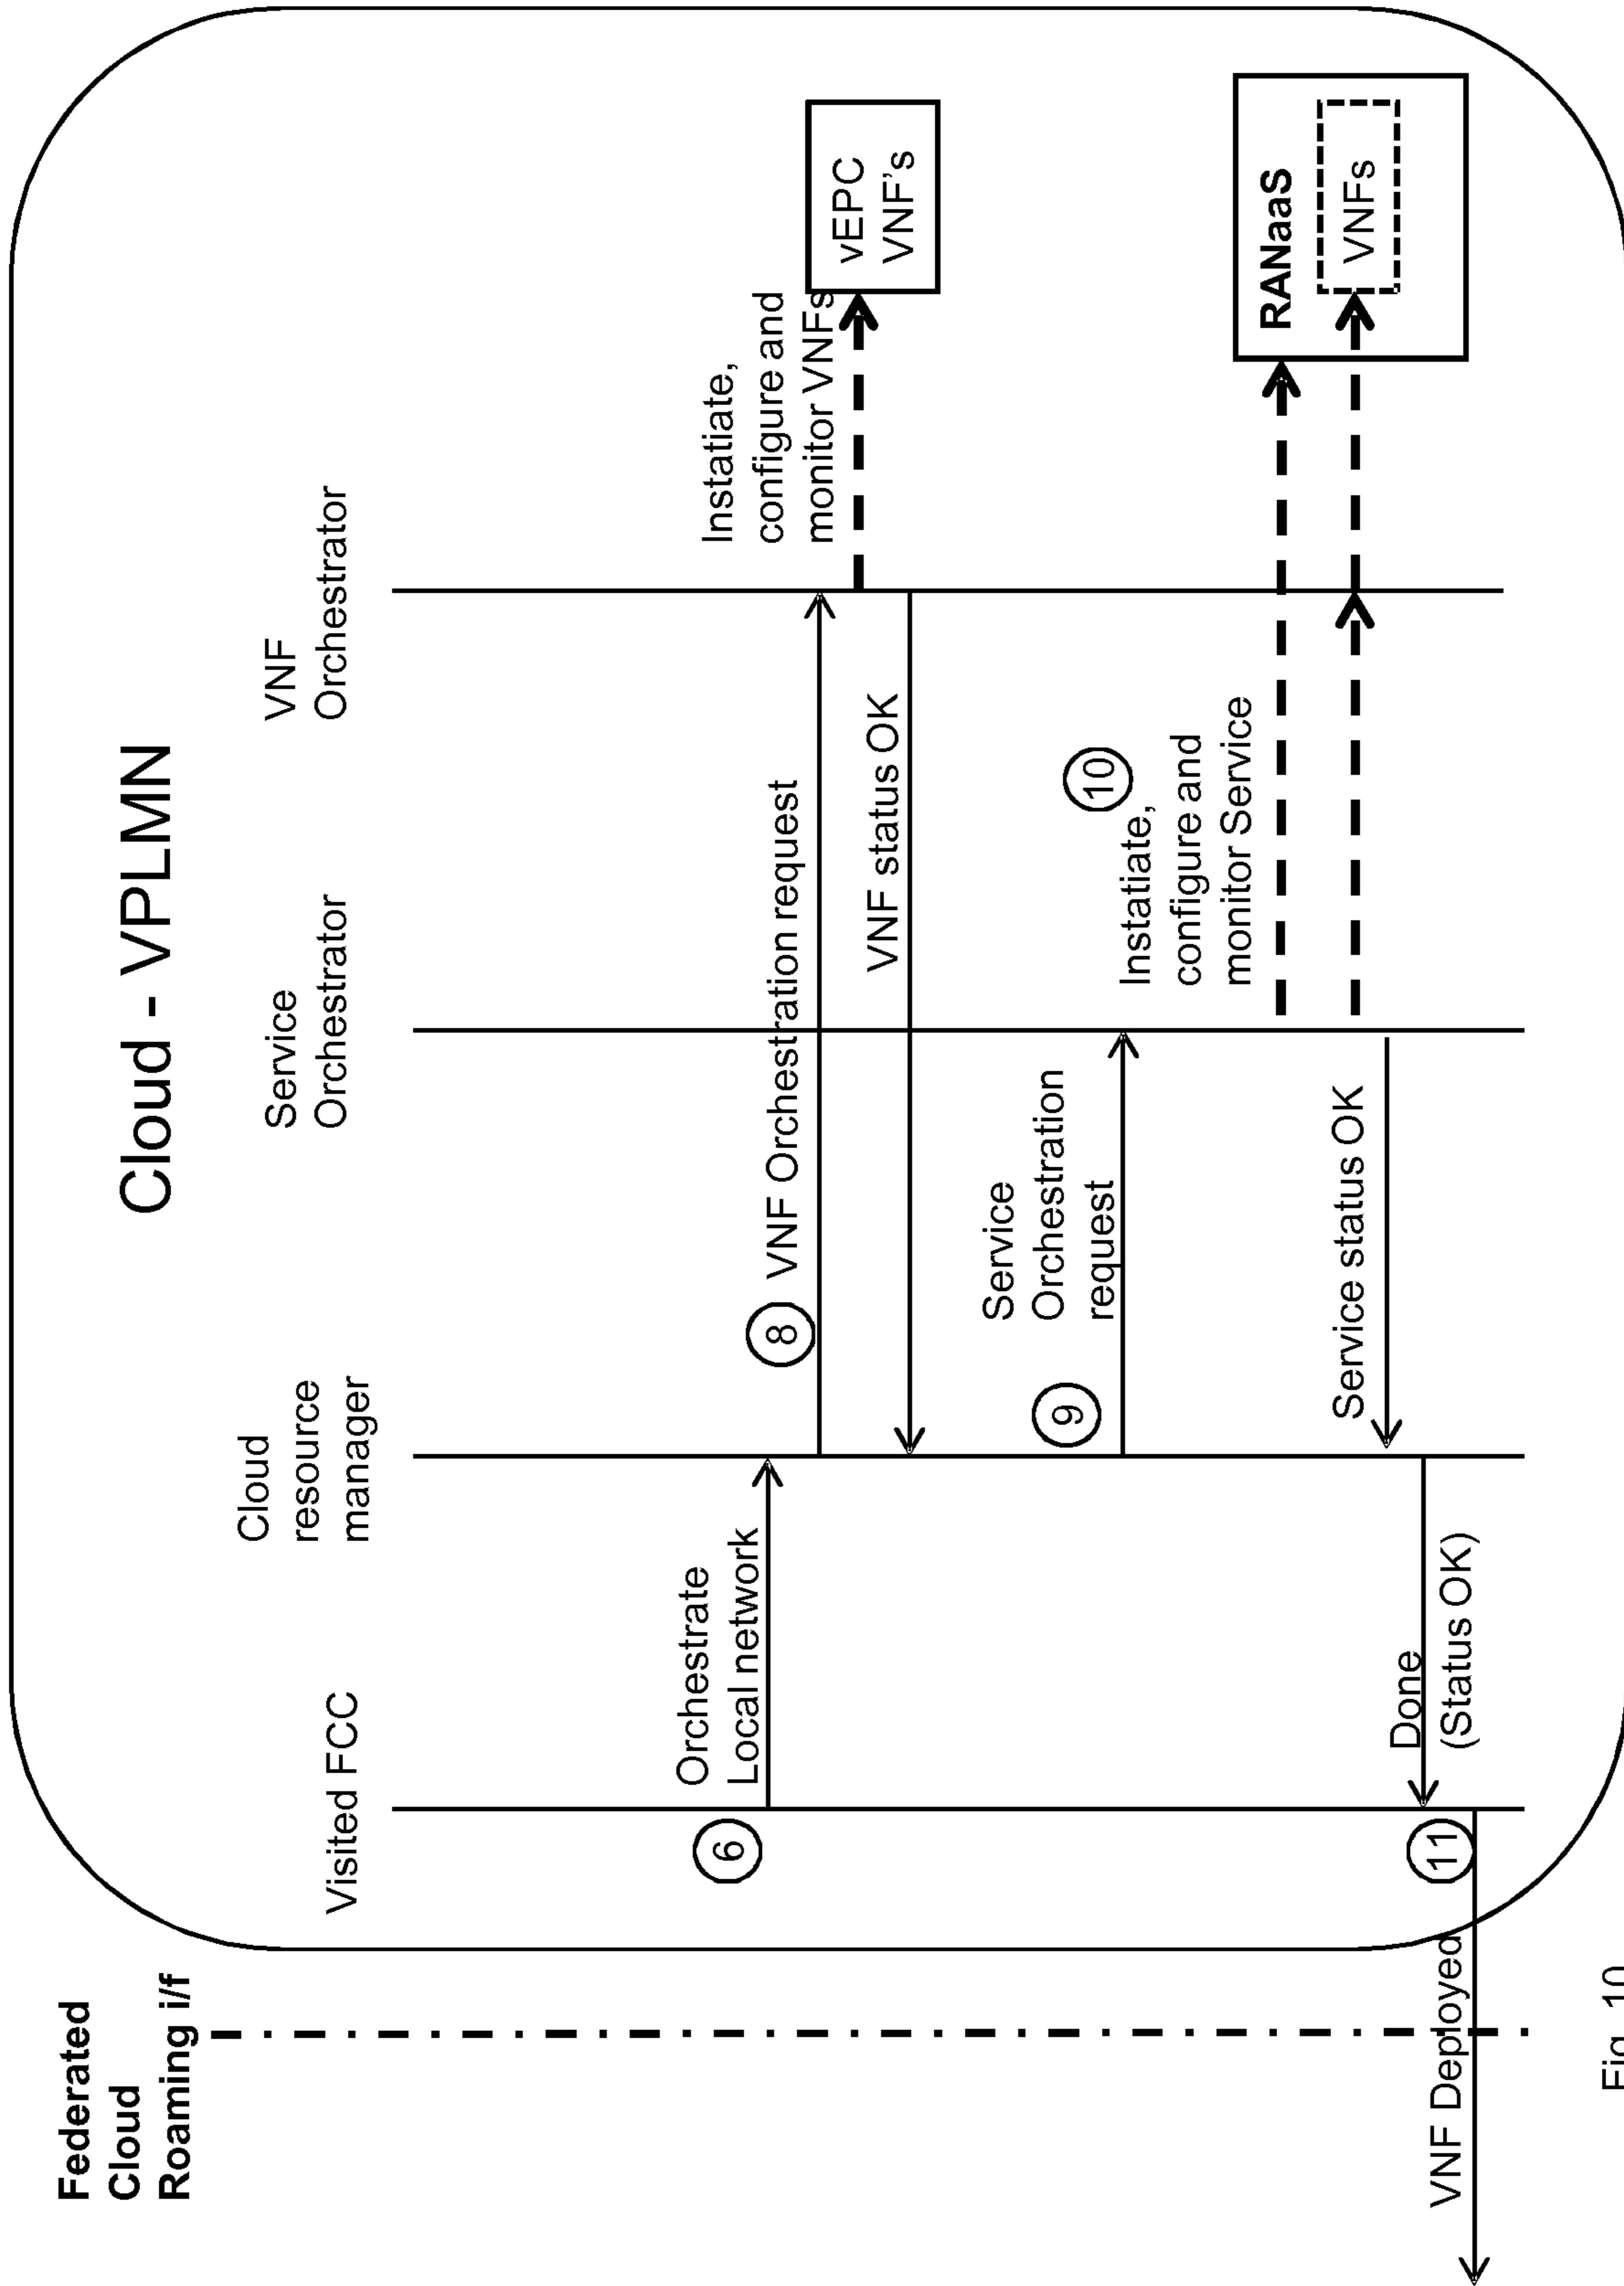 Federated
Cloud
Roaming i/f
Cloud - VPLMN
Visited FCC
Cloud
resource
manager
Service
Orchestrator
VNF
Orchestrator
6
Orchestrate
Local network
8
VNF Orchestration request
Instatiate,
configure and
monitor VNFs
vEPC
VNF's
VNF status OK
9
Service
Orchestration
request
10
Instatiate,
configure and
monitor Service
RANaaS
VNFs
Service status OK
Done
(Status OK)
11
VNF Deployed
Fig. 10